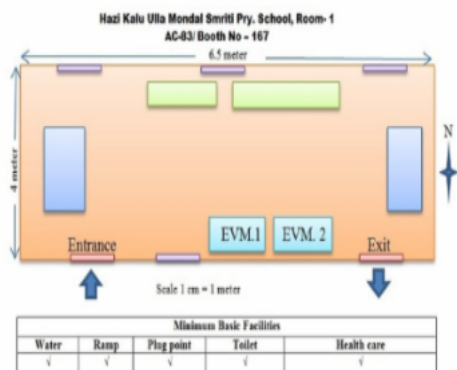 Hazi Kalu Ulla Mondal Smriti Pry. School, Room- 1
AC-83/ Booth No – 167
6.5 meter
4 meter
N
EVM.1 EVM. 2
Entrance Exit
Scale 1 cm = 1 meter
Minimum Basic Facilities
Water Ramp Plug point Toilet Health care
√ √ √ √ √